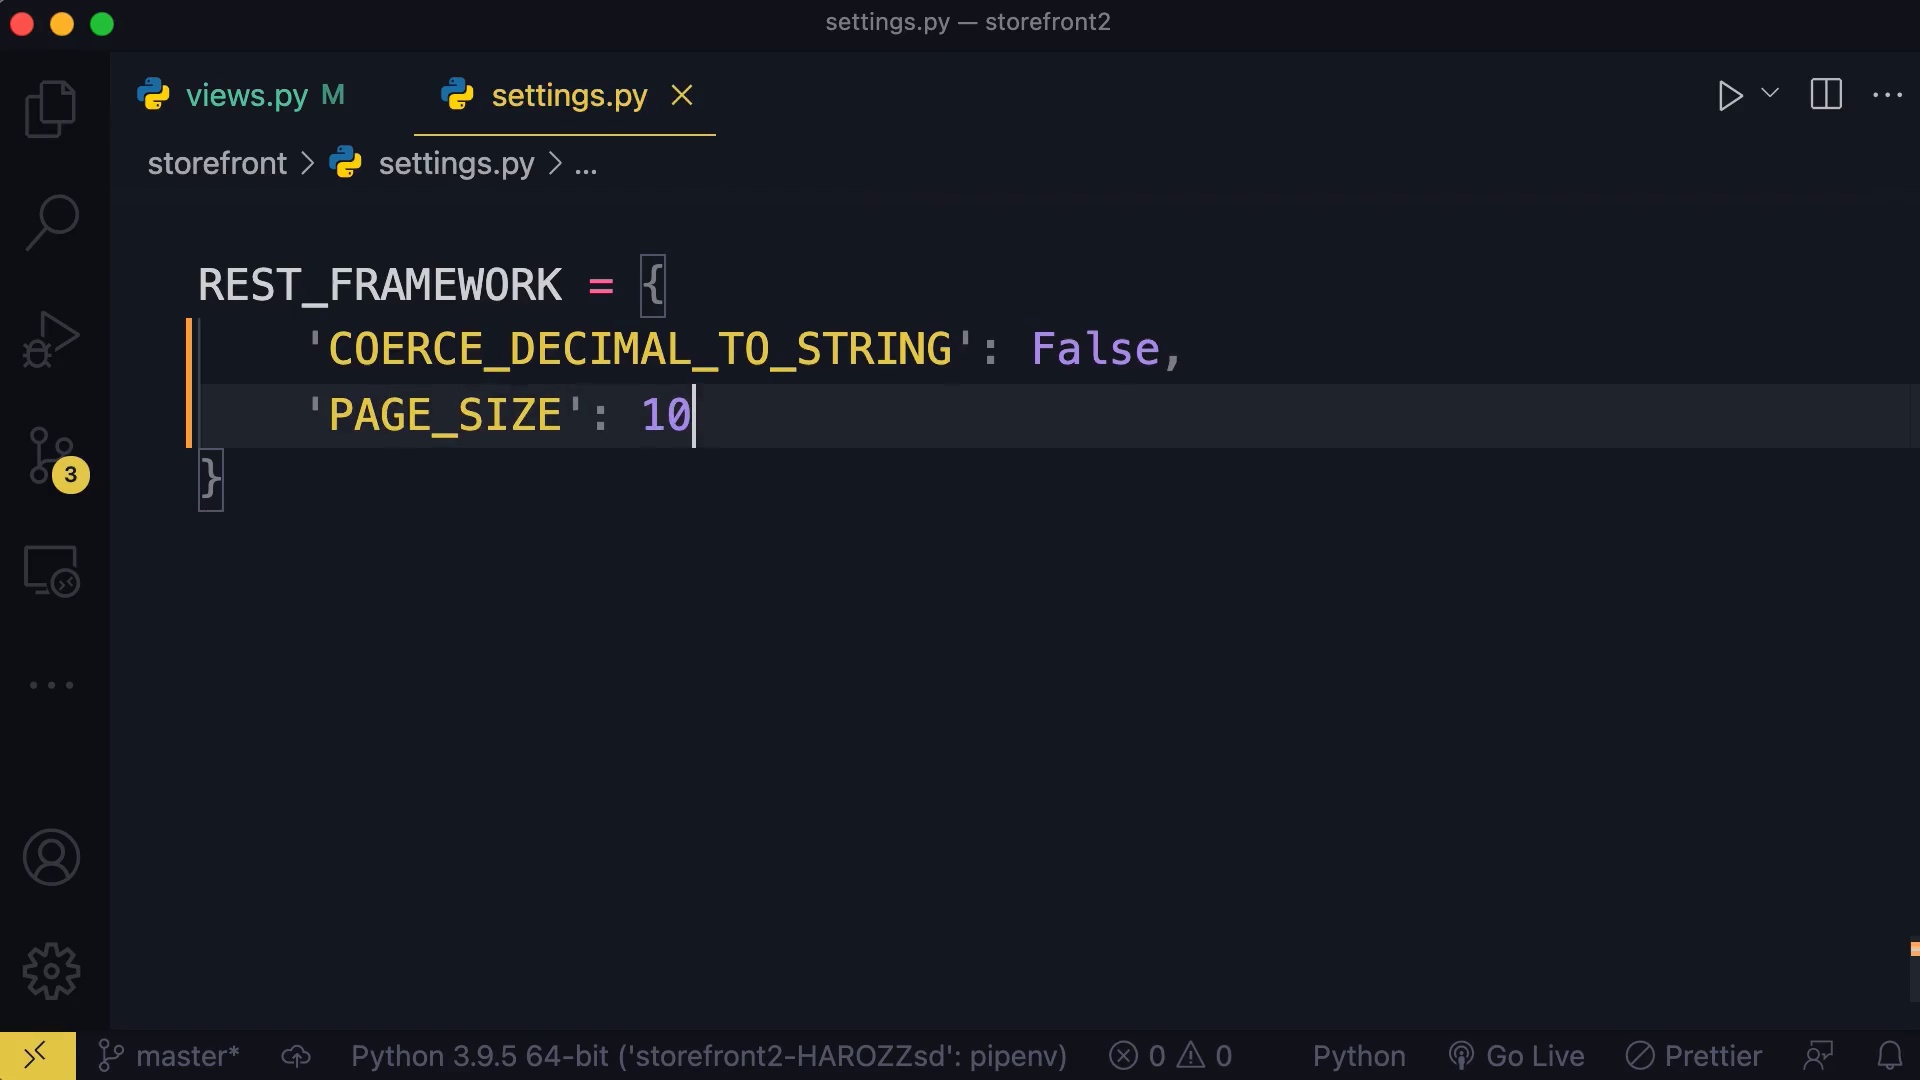 settings.py — storefront2
views.py M settings.py
storefront > settings.py > ...
REST_FRAMEWORK = {
'COERCE_DECIMAL_TO_STRING': False,
'PAGE_SIZE': 10
}
3
master* Python 3.9.5 64-bit ('storefront2-HAROZZsd': pipenv) 0 0 Python Go Live Prettier